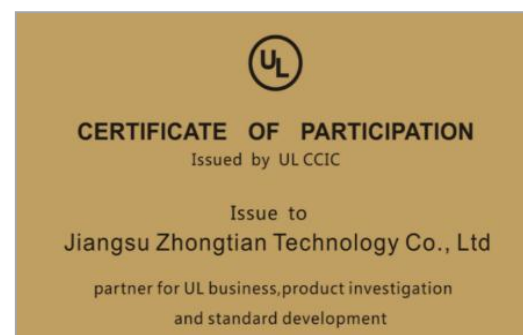 UL
CERTIFICATE OF PARTICIPATION
Issued by UL CCIC
Issue to
Jiangsu Zhongtian Technology Co., Ltd
partner for UL business,product investigation
and standard development